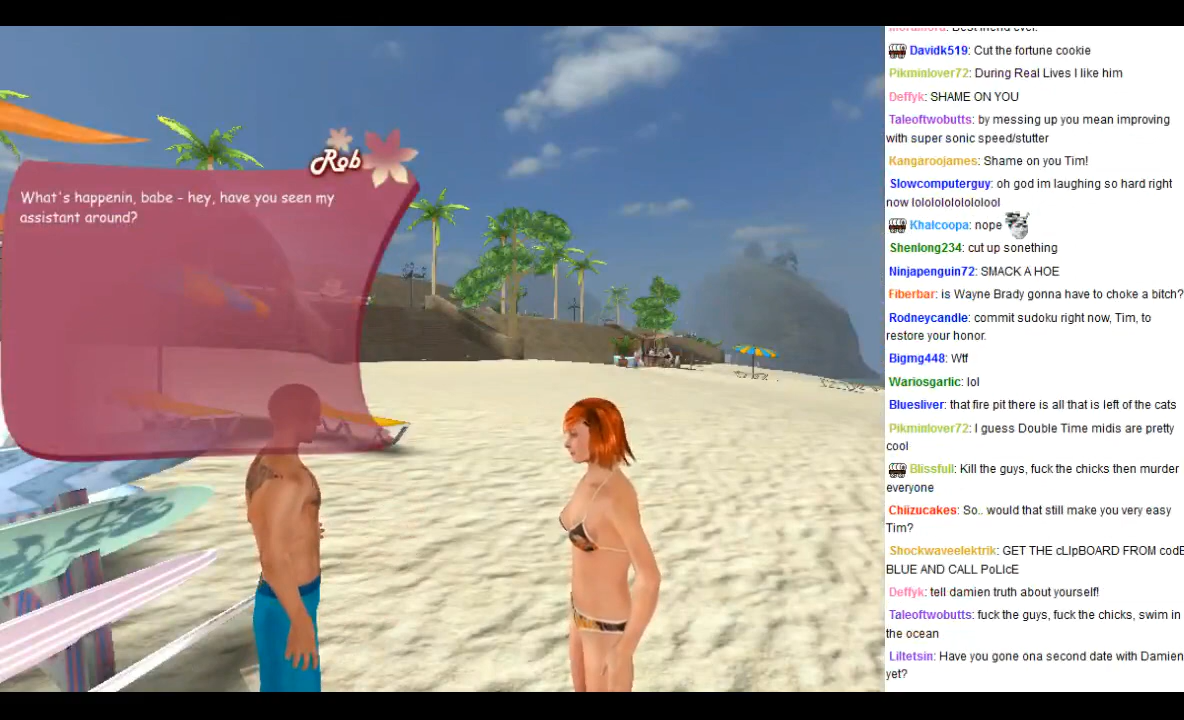 Rob
What's happenin, babe - hey, have you seen my
assistant around?
Davidk519: Cut the fortune cookie
Pikminlover72: During Real Lives I like him
Deffyk: SHAME ON YOU
Taleoftwobutts: by messing up you mean improving
with super sonic speed/stutter
Kangaroojames: Shame on you Tim!
Slowcomputerguy: oh god im laughing so hard right
now lolololololololool
Khalcoopa: nope
Shenlong234: cut up sonething
Ninjapenguin72: SMACK A HOE
Fiberbar: is Wayne Brady gonna have to choke a bitch?
Rodneycandle: commit sudoku right now, Tim, to
restore your honor.
Bigmg448: Wtf
Wariosgarlic: lol
Bluesliver: that fire pit there is all that is left of the cats
Pikminlover72: I guess Double Time midis are pretty
cool
Blissfull: Kill the guys, fuck the chicks then murder
everyone
Chiizucakes: So.. would that still make you very easy
Tim?
Shockwaveelektrik: GET THE cLIpBOARD FROM codE
BLUE AND CALL PoLIcE
Deffyk: tell damien truth about yourself!
Taleoftwobutts: fuck the guys, fuck the chicks, swim in
the ocean
Liltetsin: Have you gone ona second date with Damien
yet?